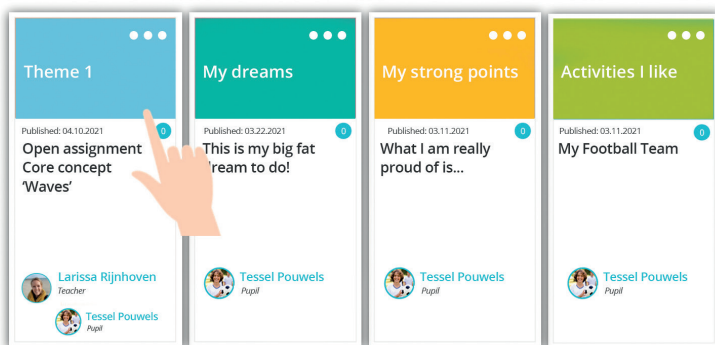 Theme 1
Published: 04.10.2021
0
Open assignment
Core concept
‘Waves’
Larissa Rijnhoven
Teacher
Tessel Pouwels
Pupil
My dreams
Published: 03.22.2021
0
This is my big fat
dream to do!
Tessel Pouwels
Pupil
My strong points
Published: 03.11.2021
0
What I am really
proud of is...
Tessel Pouwels
Pupil
Activities I like
Published: 03.11.2021
0
My Football Team
Tessel Pouwels
Pupil